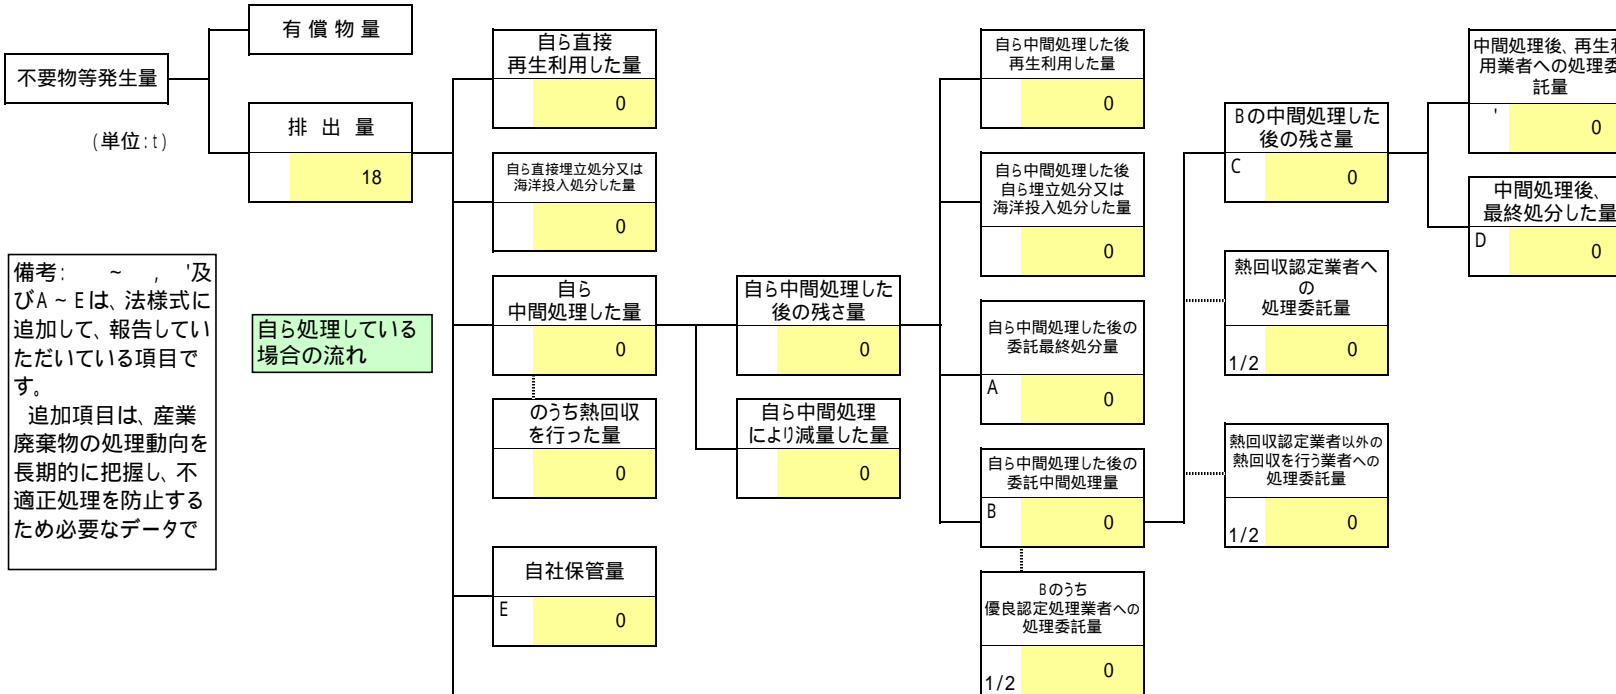 不要物等発生量
(単位:t)
有償物量
排出量
18
備考: ~ , '及
びA~Eは、法様式に
追加して、報告してい
ただいている項目で
す。
追加項目は、産業
廃棄物の処理動向を
長期的に把握し、不
適正処理を防止する
ため必要なデータで
自ら処理している
場合の流れ
自ら直接
再生利用した量
0
自ら直接埋立処分又は
海洋投入処分した量
0
自ら
中間処理した量
0
のうち熱回収
を行った量
0
自社保管量
E
0
自ら中間処理した
後の残さ量
0
自ら中間処理
により減量した量
0
自ら中間処理した後
再生利用した量
0
自ら中間処理した後
自ら埋立処分又は
海洋投入処分した量
0
自ら中間処理した後の
委託最終処分量
A
0
自ら中間処理した後の
委託中間処理量
B
0
Bのうち
優良認定処理業者への
処理委託量
1/2
0
Bの中間処理した
後の残さ量
C
0
熱回収認定業者へ
の
処理委託量
1/2
0
熱回収認定業者以外の
熱回収を行う業者への
処理委託量
1/2
0
中間処理後、再生利
用業者への処理委
託量
'
0
中間処理後、
最終処分した量
D
0